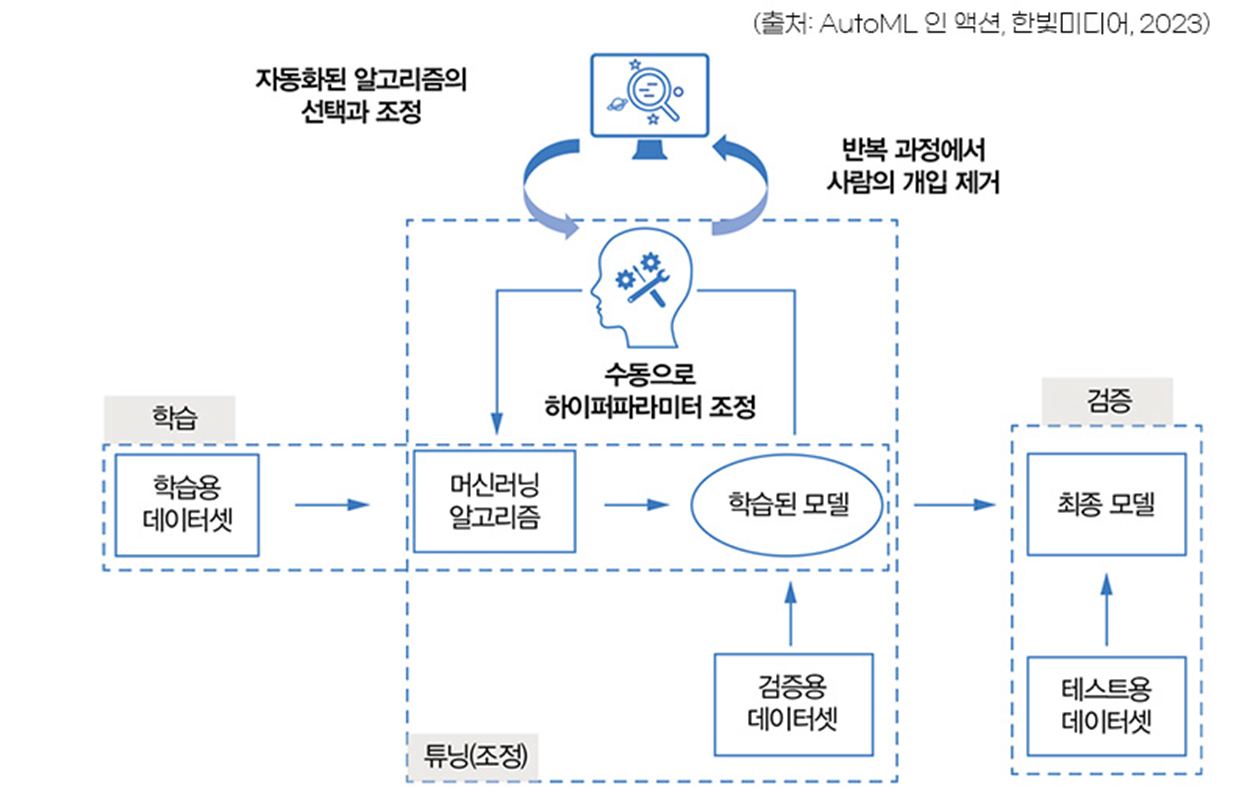 (출처: AutoML 인 액션, 한빛미디어, 2023)
자동화된 알고리즘의
선택과 조정
반복 과정에서
사람의 개입 제거
수동으로
하이퍼파라미터 조정
학습
검증
학습용
데이터셋
머신러닝
알고리즘
학습된 모델
최종 모델
검증용
데이터셋
테스트용
데이터셋
튜닝(조정)